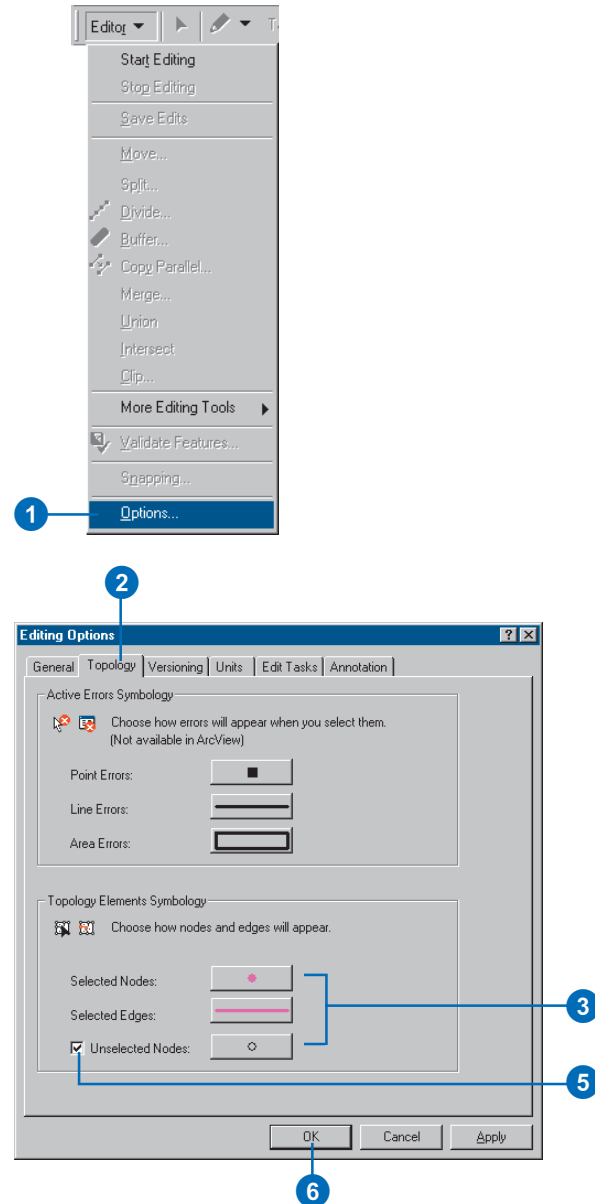 Editor
Start Editing
Stop Editing
Save Edits
Move...
Split...
Divide...
Buffer...
Copy Parallel...
Merge...
Union
Intersect
Clip...
More Editing Tools
Validate Features...
Snapping...
1 Options...
2
Editing Options
General Topology Versioning Units Edit Tasks Annotation
Active Errors Symbology
Choose how errors will appear when you select them.
(Not available in ArcView)
Point Errors:
Line Errors:
Area Errors:
Topology Elements Symbology
Choose how nodes and edges will appear.
Selected Nodes:
3
Selected Edges:
Unselected Nodes:
5
OK Cancel Apply
6